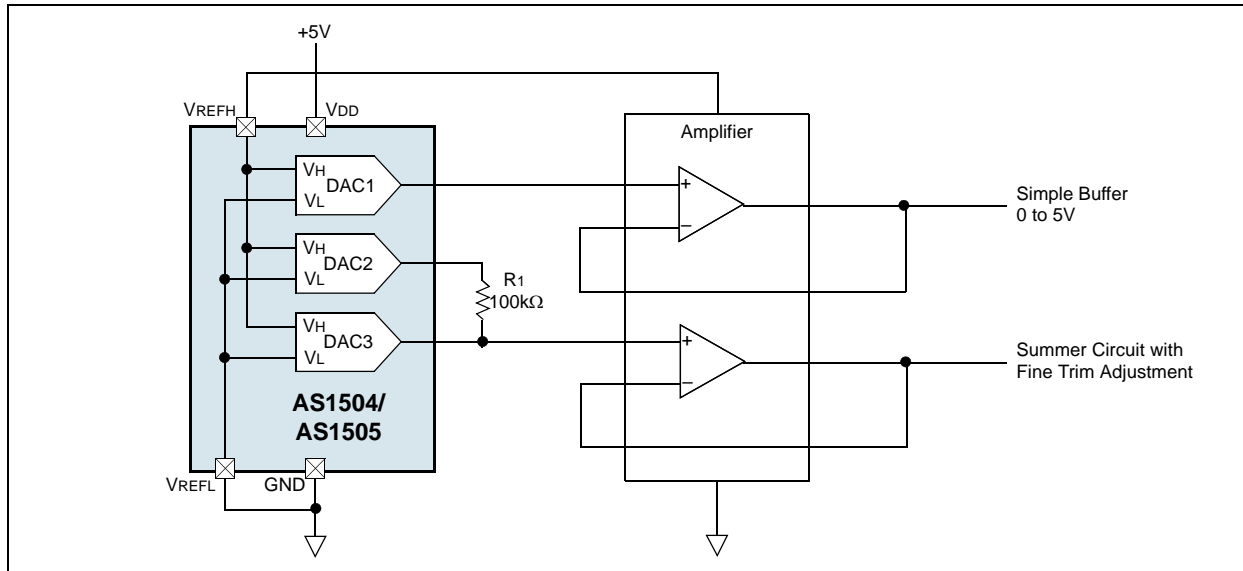 +5V
VREFH
VDD
Amplifier
VH
DAC1
VL
+
−
Simple Buffer
0 to 5V
VH
DAC2
VL
R1
100kΩ
VH
DAC3
VL
+
−
Summer Circuit with
Fine Trim Adjustment
AS1504/
AS1505
VREFL
GND